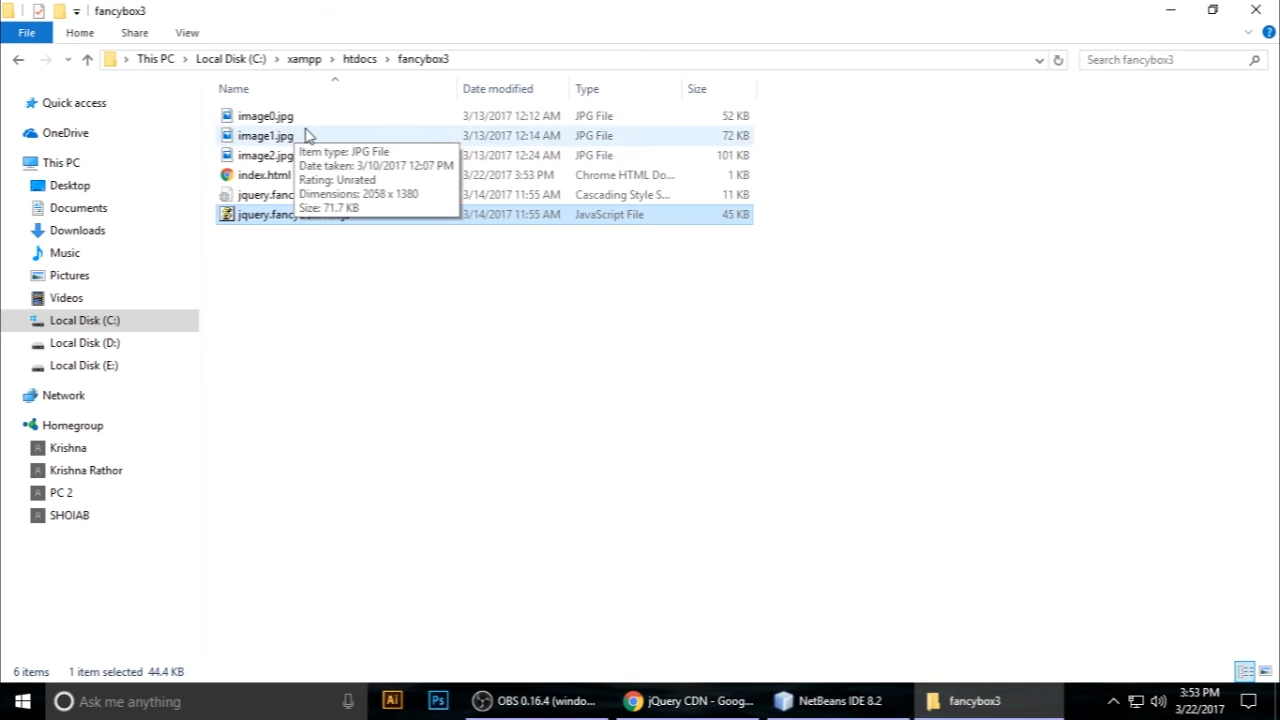 fancybox3
File Home Share View
This PC Local Disk (C:) xampp htdocs fancybox3 Search fancybox3
Name Date modified Type Size
Quick access
OneDrive
This PC
Desktop
Documents
Downloads
Music
Pictures
Videos
Local Disk (C:)
Local Disk (D:)
Local Disk (E:)
Network
Homegroup
Krishna
Krishna Rathor
PC 2
SHOIAB
image0.jpg 3/13/2017 12:12 AM JPG File 52 KB
image1.jpg 3/13/2017 12:14 AM JPG File 72 KB
image2.jpg 3/13/2017 12:24 AM JPG File 101 KB
index.html 3/22/2017 3:53 PM Chrome HTML Do... 1 KB
jquery.fanc 3/14/2017 11:55 AM Cascading Style S... 11 KB
jquery.fancy 3/14/2017 11:55 AM JavaScript File 45 KB
Item type: JPG File
Date taken: 3/10/2017 12:07 PM
Rating: Unrated
Dimensions: 2058 x 1380
Size: 71.7 KB
6 items 1 item selected 44.4 KB
Ask me anything Ai Ps OBS 0.16.4 (windo... jQuery CDN - Goog... NetBeans IDE 8.2 fancybox3 3:53 PM
3/22/2017